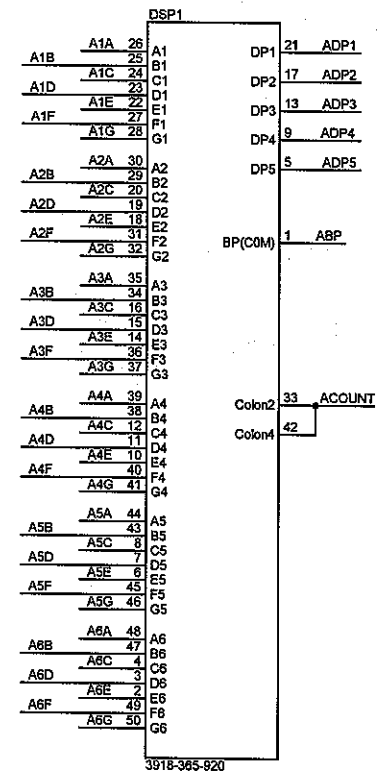 DSP1
A1A 26 A1
A1B 25 B1
A1C 24 C1
A1D 23 D1
A1E 22 E1
A1F 27 F1
A1G 28 G1
A2A 30 A2
A2B 29 B2
A2C 20 C2
A2D 19 D2
A2E 18 E2
A2F 31 F2
A2G 32 G2
A3A 35 A3
A3B 34 B3
A3C 16 C3
A3D 15 D3
A3E 14 E3
A3F 36 F3
A3G 37 G3
A4A 39 A4
A4B 38 B4
A4C 12 C4
A4D 11 D4
A4E 10 E4
A4F 40 F4
A4G 41 G4
A5A 44 A5
A5B 43 B5
A5C 8 C5
A5D 7 D5
A5E 6 E5
A5F 45 F5
A5G 46 G5
A6A 48 A6
A6B 47 B6
A6C 4 C6
A6D 3 D6
A6E 2 E6
A6F 49 F6
A6G 50 G6
DP1 21 ADP1
DP2 17 ADP2
DP3 13 ADP3
DP4 9 ADP4
DP5 5 ADP5
BP(C0M) 1 ABP
Colon2 33 ACOUNT
Colon4 42
3918-365-920